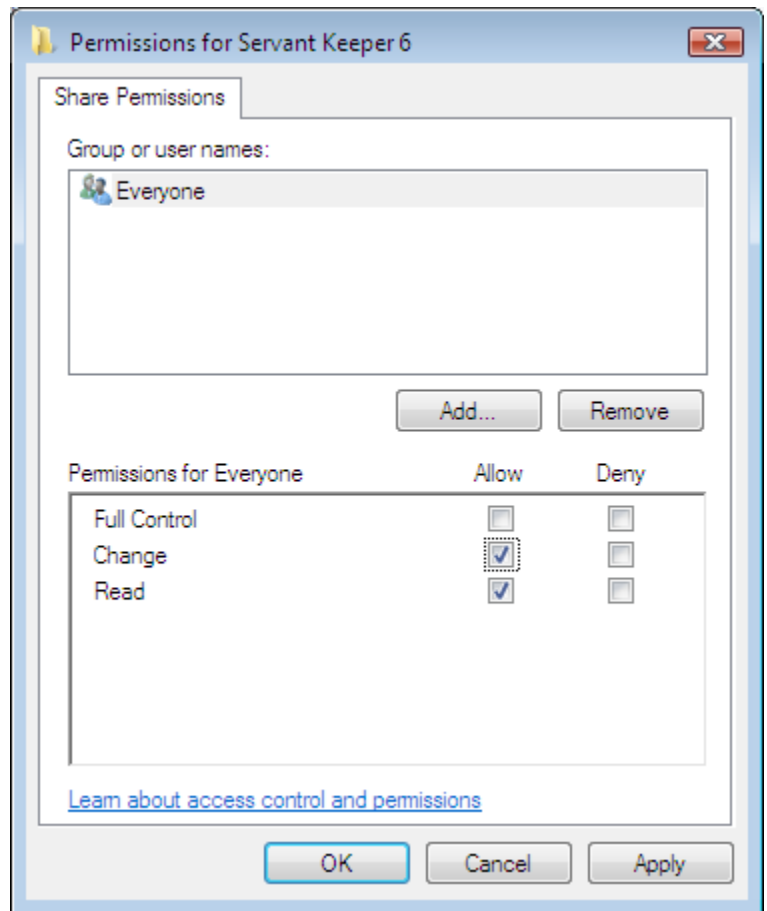 Permissions for Servant Keeper 6
Share Permissions
Group or user names:
Everyone
Add... Remove
Permissions for Everyone Allow Deny
Full Control
Change
Read
Learn about access control and permissions
OK Cancel Apply